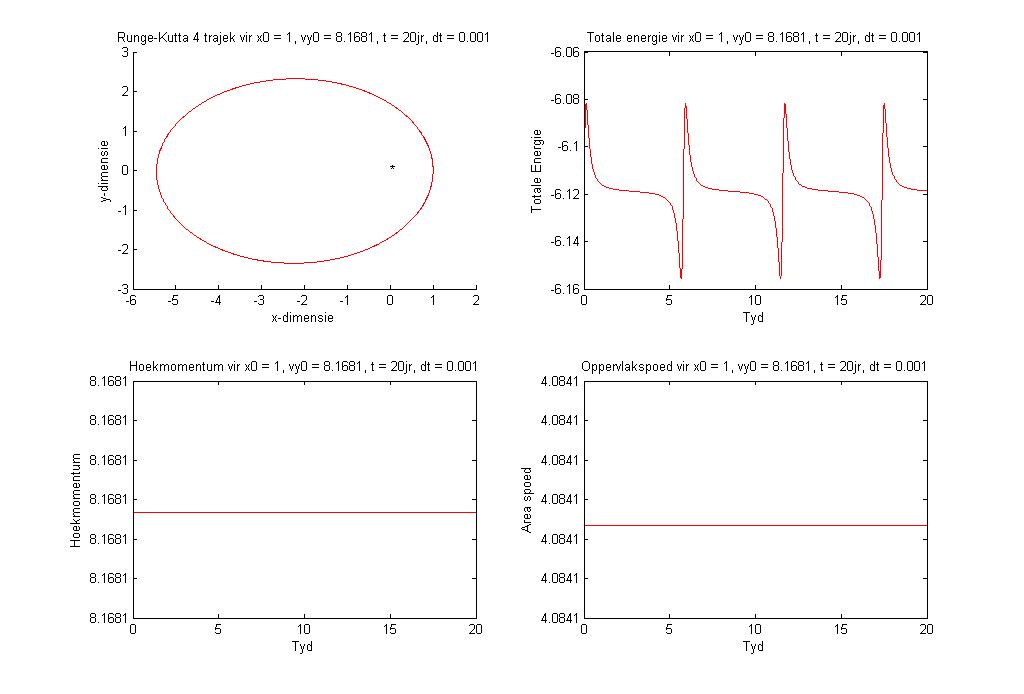 Runge-Kutta 4 trajek vir x0 = 1, vy0 = 8.1681, t = 20jr, dt = 0.001
3
2
1
0
-1
-2
-3
y-dimensie
*
-6 -5 -4 -3 -2 -1 0 1 2
x-dimensie
Totale energie vir x0 = 1, vy0 = 8.1681, t = 20jr, dt = 0.001
-6.06
-6.08
-6.1
-6.12
-6.14
-6.16
Totale Energie
0 5 10 15 20
Tyd
Hoekmomentum vir x0 = 1, vy0 = 8.1681, t = 20jr, dt = 0.001
8.1681
8.1681
8.1681
8.1681
8.1681
8.1681
8.1681
Hoekmomentum
0 5 10 15 20
Tyd
Oppervlakspoed vir x0 = 1, vy0 = 8.1681, t = 20jr, dt = 0.001
4.0841
4.0841
4.0841
4.0841
4.0841
4.0841
4.0841
Area spoed
0 5 10 15 20
Tyd